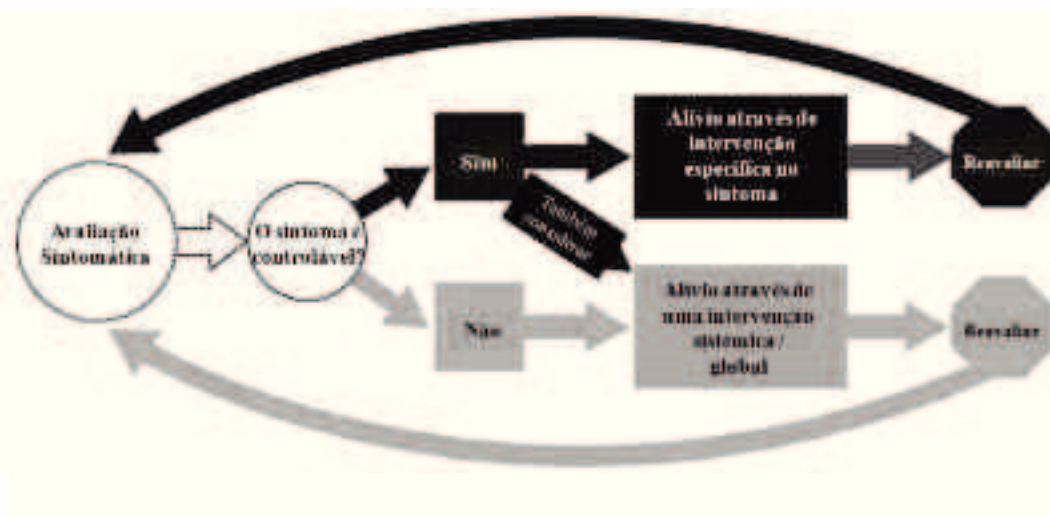 Avaliação
Sintomática
O sintoma é
controlável?
Sim
Também
considerar
Alívio através de
intervenção
específica no
sintoma
Reavaliar
Não
Alívio através de
uma intervenção
sistémica /
global
Reavaliar